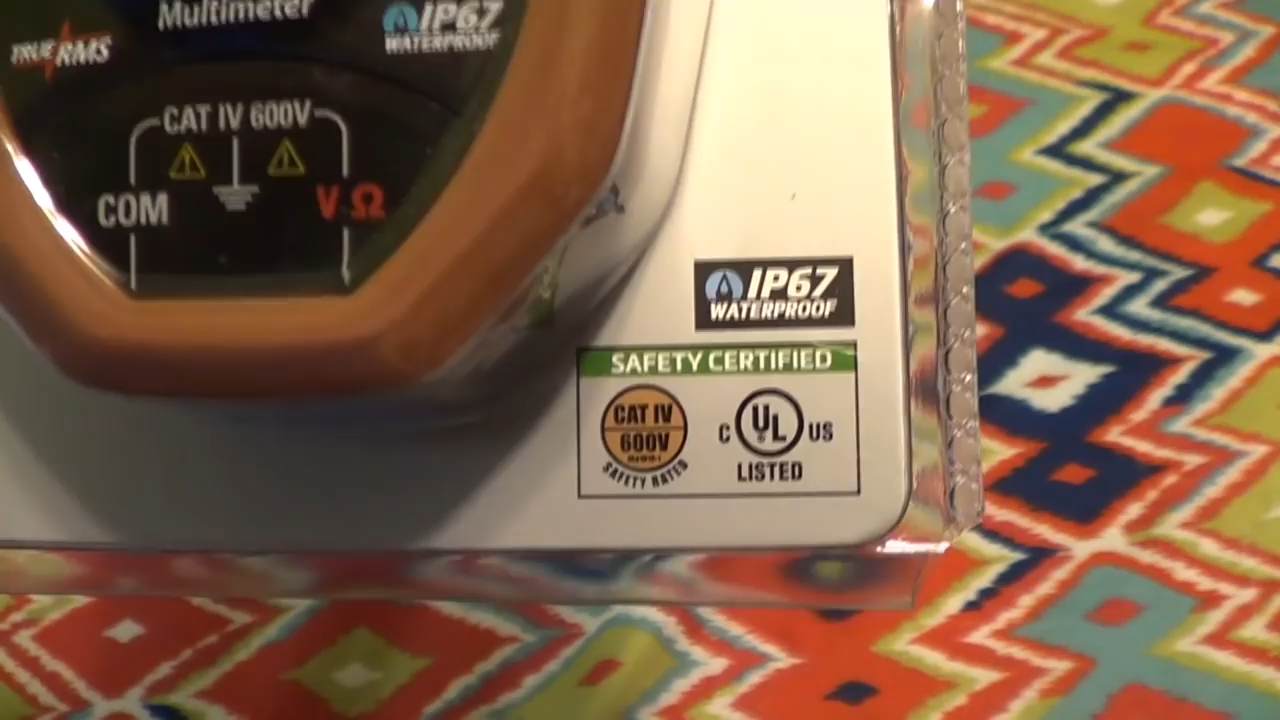 Multimeter
TRUE RMS
IP67
WATERPROOF
CAT IV 600V
COM
V Ω
IP67
WATERPROOF
SAFETY CERTIFIED
CAT IV
600V
SAFETY RATED
C UL US
LISTED